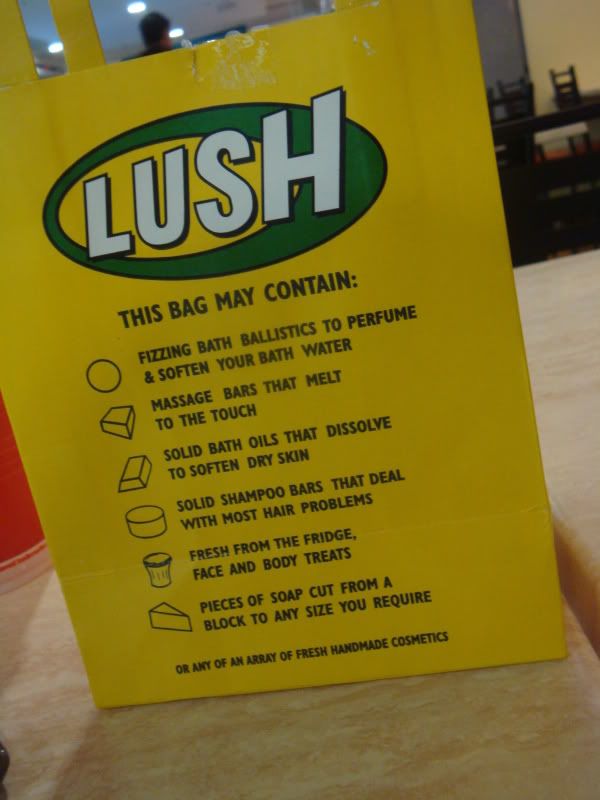 LUSH
THIS BAG MAY CONTAIN:
FIZZING BATH BALLISTICS TO PERFUME
& SOFTEN YOUR BATH WATER
MASSAGE BARS THAT MELT
TO THE TOUCH
SOLID BATH OILS THAT DISSOLVE
TO SOFTEN DRY SKIN
SOLID SHAMPOO BARS THAT DEAL
WITH MOST HAIR PROBLEMS
FRESH FROM THE FRIDGE,
FACE AND BODY TREATS
PIECES OF SOAP CUT FROM A
BLOCK TO ANY SIZE YOU REQUIRE
OR ANY OF AN ARRAY OF FRESH HANDMADE COSMETICS